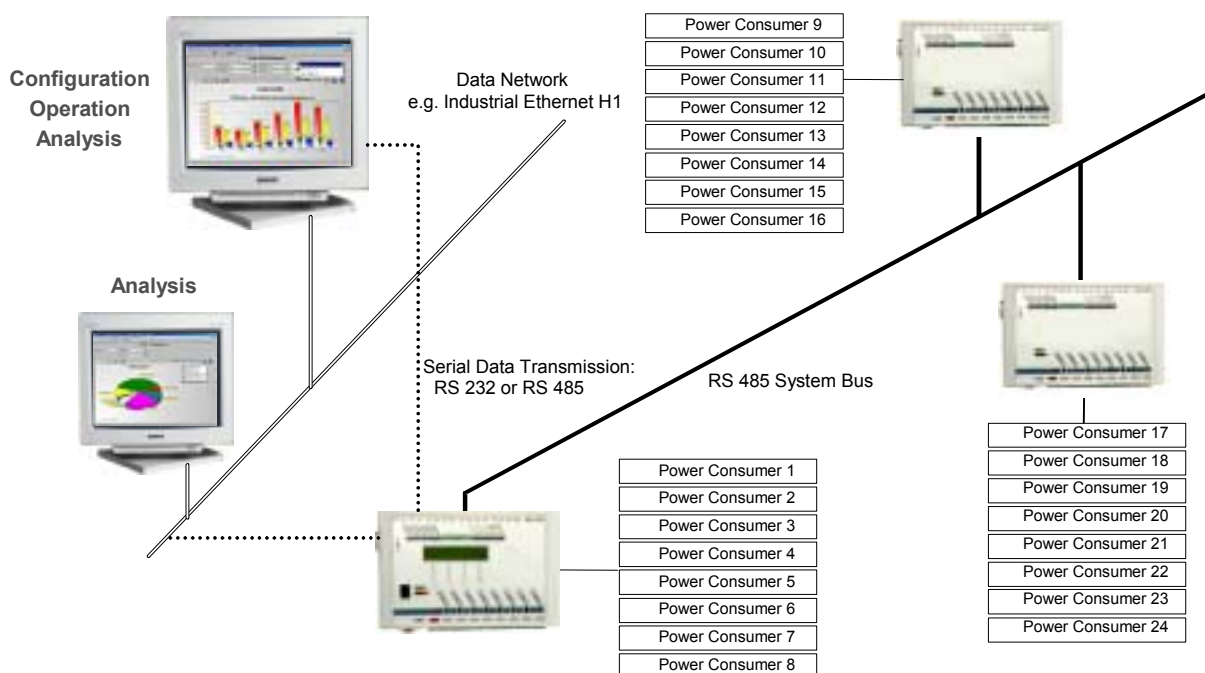 Configuration
Operation
Analysis
Data Network
e.g. Industrial Ethernet H1
Power Consumer 9
Power Consumer 10
Power Consumer 11
Power Consumer 12
Power Consumer 13
Power Consumer 14
Power Consumer 15
Power Consumer 16
Analysis
Serial Data Transmission:
RS 232 or RS 485
RS 485 System Bus
Power Consumer 1
Power Consumer 2
Power Consumer 3
Power Consumer 4
Power Consumer 5
Power Consumer 6
Power Consumer 7
Power Consumer 8
Power Consumer 17
Power Consumer 18
Power Consumer 19
Power Consumer 20
Power Consumer 21
Power Consumer 22
Power Consumer 23
Power Consumer 24